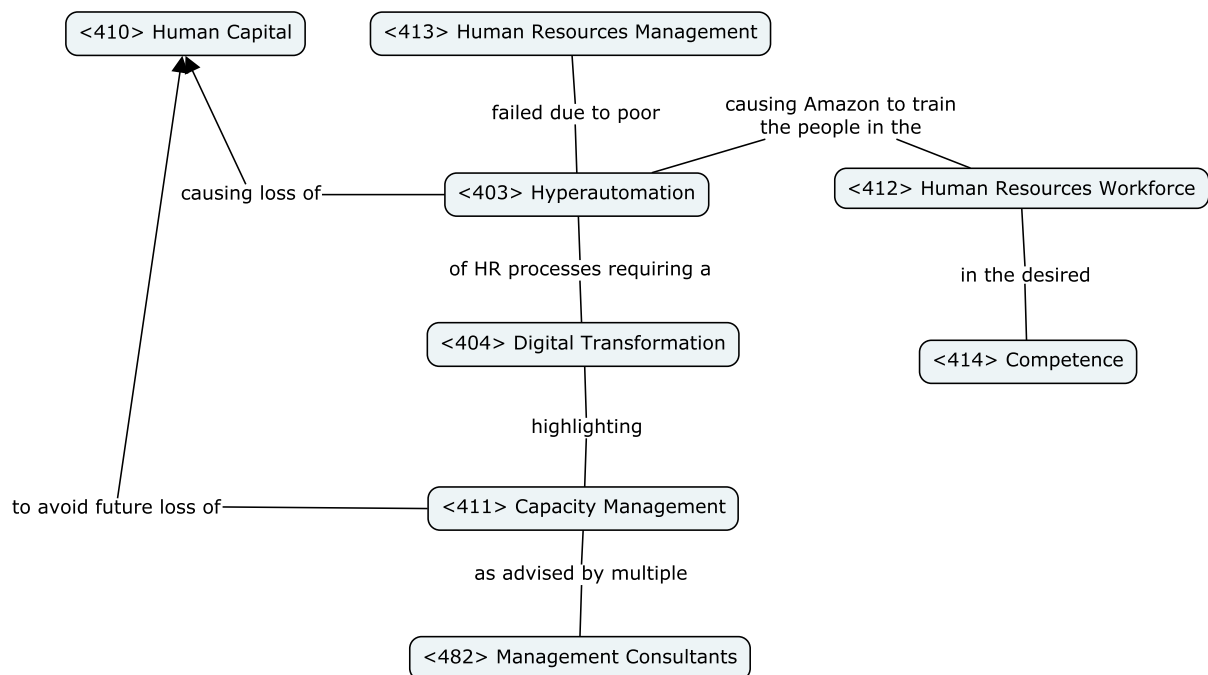 <410> Human Capital
<413> Human Resources Management
failed due to poor
causing Amazon to train
the people in the
causing loss of
<403> Hyperautomation
<412> Human Resources Workforce
of HR processes requiring a
in the desired
<404> Digital Transformation
<414> Competence
highlighting
to avoid future loss of
<411> Capacity Management
as advised by multiple
<482> Management Consultants